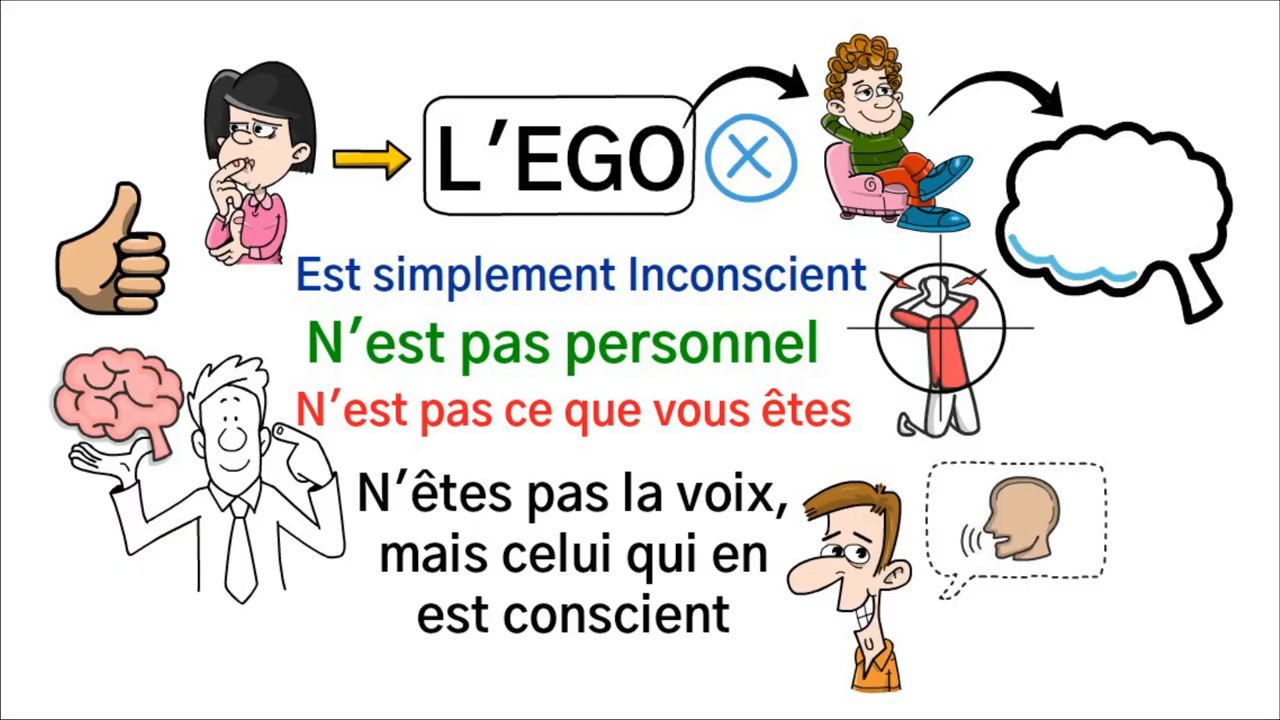 L'EGO
Est simplement Inconscient
N'est pas personnel
N'est pas ce que vous êtes
N'êtes pas la voix,
mais celui qui en
est conscient